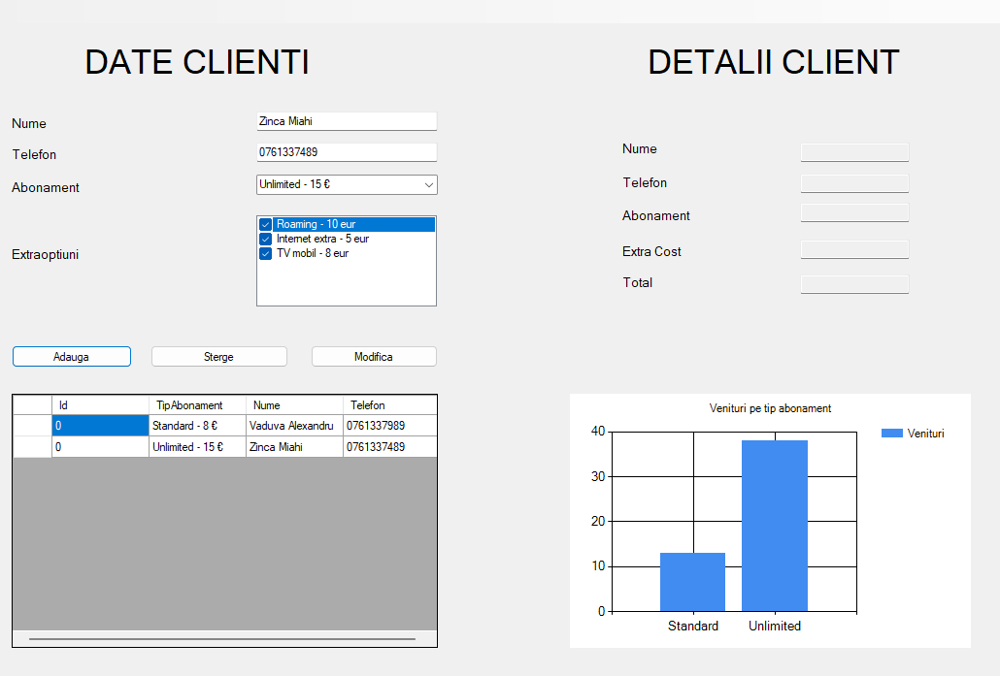 DATE CLIENTI
Nume
Zinca Miahi
Telefon
0761337489
Abonament
Unlimited - 15 €
Extraoptiuni
Roaming - 10 eur
Internet extra - 5 eur
TV mobil - 8 eur
Adauga Sterge Modifica
Id TipAbonament Nume Telefon
0 Standard - 8 € Vaduva Alexandru 0761337989
0 Unlimited - 15 € Zinca Miahi 0761337489
DETALII CLIENT
Nume
Telefon
Abonament
Extra Cost
Total
Venituri pe tip abonament
Venituri
40
30
20
10
0
Standard Unlimited